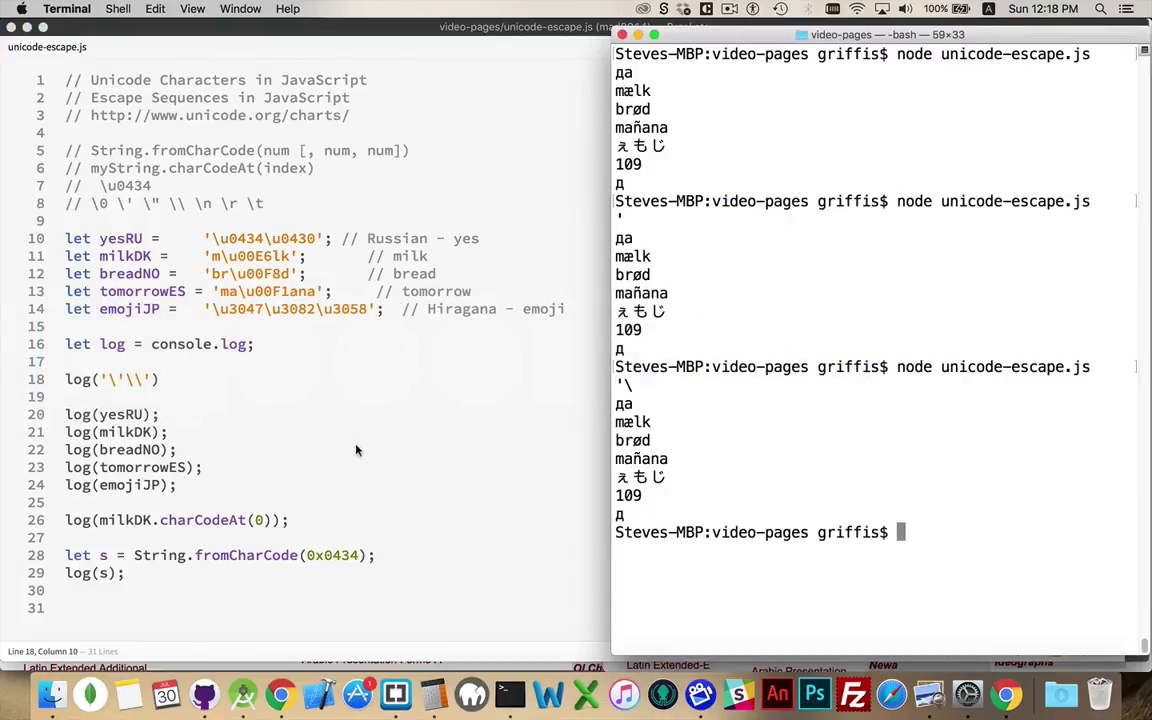 Terminal Shell Edit View Window Help 100% Sun 12:18 PM
video-pages/unicode-escape.js
unicode-escape.js
1 // Unicode Characters in JavaScript
2 // Escape Sequences in JavaScript
3 // http://www.unicode.org/charts/
4
5 // String.fromCharCode(num [, num, num])
6 // myString.charCodeAt(index)
7 //  \u0434
8 // \0 \' \" \\ \n \r \t
9
10 let yesRU =     '\u0434\u0430'; // Russian - yes
11 let milkDK =    'm\u00E6lk';       // milk
12 let breadNO =   'br\u00F8d';       // bread
13 let tomorrowES = 'ma\u00F1ana';     // tomorrow
14 let emojiJP =   '\u3047\u3082\u3058';  // Hiragana - emoji
15
16 let log = console.log;
17
18 log('\'\\')
19
20 log(yesRU);
21 log(milkDK);
22 log(breadNO);
23 log(tomorrowES);
24 log(emojiJP);
25
26 log(milkDK.charCodeAt(0));
27
28 let s = String.fromCharCode(0x0434);
29 log(s);
30
31
Line 18, Column 10 — 31 Lines
video-pages — -bash — 59×33
Steves-MBP:video-pages griffis$ node unicode-escape.js
да
mælk
brød
mañana
ぇもじ
109
д
Steves-MBP:video-pages griffis$ node unicode-escape.js
'
да
mælk
brød
mañana
ぇもじ
109
д
Steves-MBP:video-pages griffis$ node unicode-escape.js
'\
да
mælk
brød
mañana
ぇもじ
109
д
Steves-MBP:video-pages griffis$
Latin Extended Additional
Latin Extended-E
Arabic Presentation
Newa
Ideographs
JUL
30
1
An
Ps
Fz